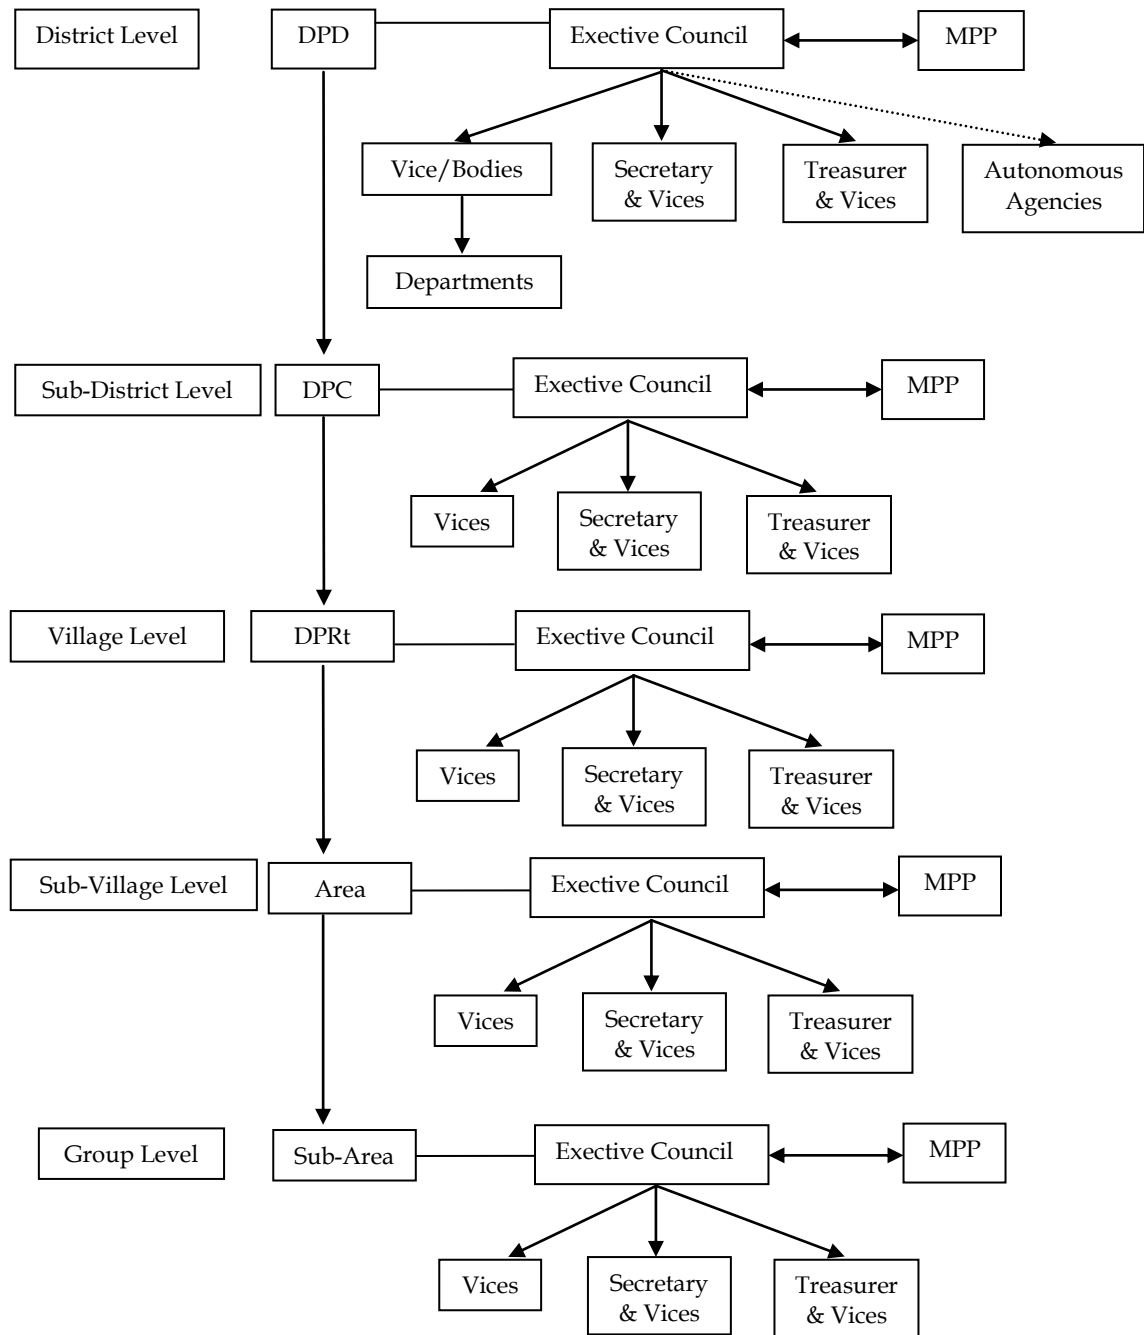 District Level
DPD
Exective Council
MPP
Vice/Bodies
Secretary
& Vices
Treasurer
& Vices
Autonomous
Agencies
Departments
Sub-District Level
DPC
Exective Council
MPP
Vices
Secretary
& Vices
Treasurer
& Vices
Village Level
DPRt
Exective Council
MPP
Vices
Secretary
& Vices
Treasurer
& Vices
Sub-Village Level
Area
Exective Council
MPP
Vices
Secretary
& Vices
Treasurer
& Vices
Group Level
Sub-Area
Exective Council
MPP
Vices
Secretary
& Vices
Treasurer
& Vices